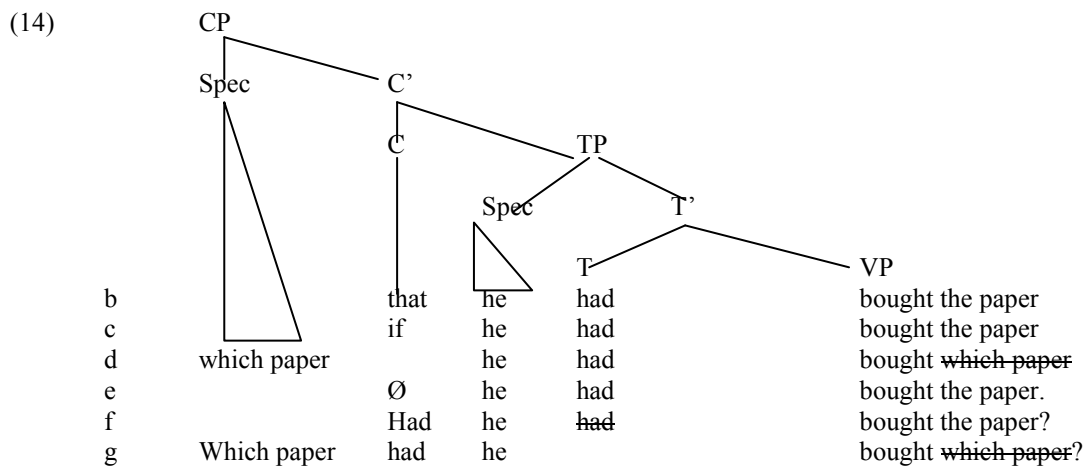 (14) CP
Spec C’
C TP
Spec T’
T VP
b that he had bought the paper
c if he had bought the paper
d which paper he had bought which paper
e Ø he had bought the paper.
f Had he had bought the paper?
g Which paper had he bought which paper?